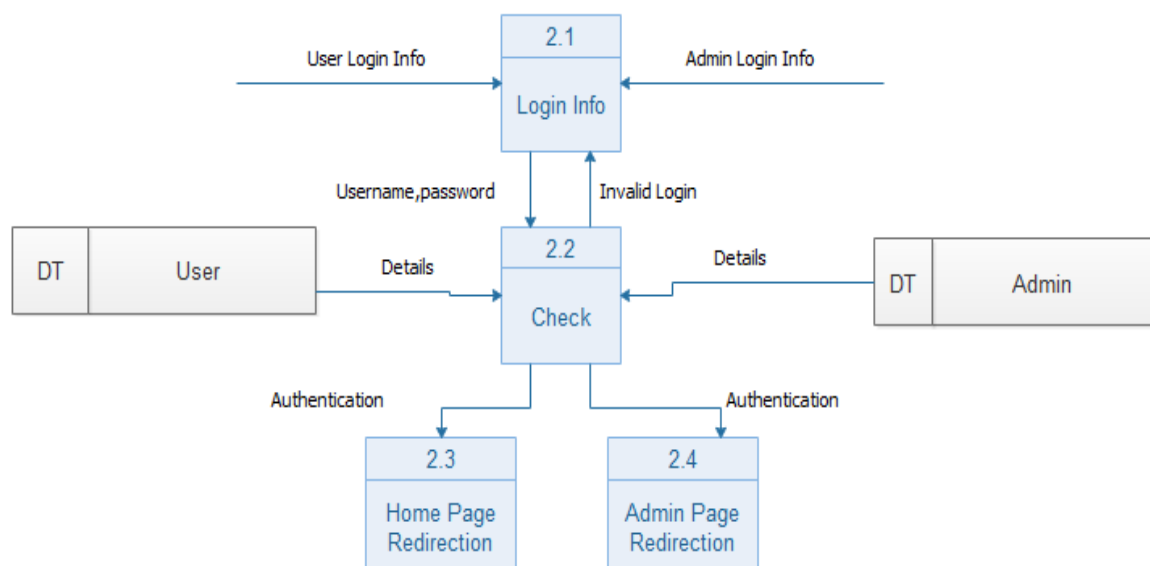 2.1
User Login Info
Admin Login Info
Login Info
Username,password
Invalid Login
DT
User
Details
2.2
Check
Details
DT
Admin
Authentication
Authentication
2.3
Home Page
Redirection
2.4
Admin Page
Redirection